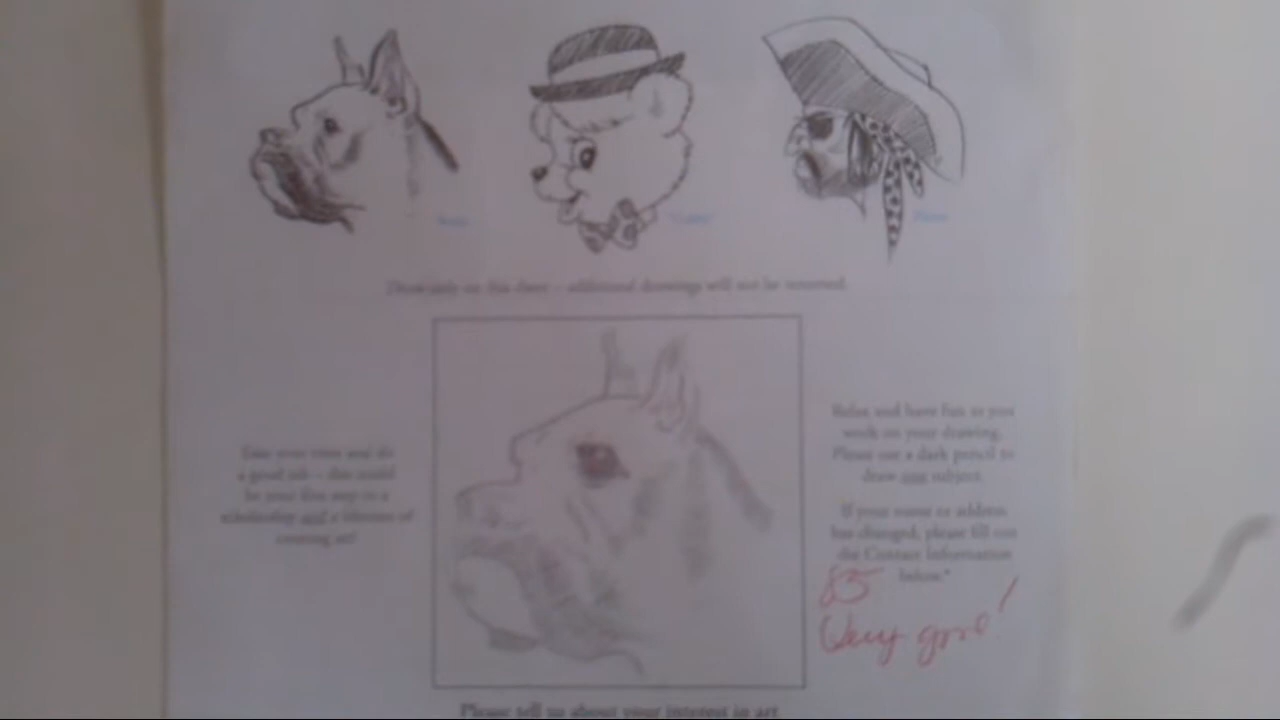 "Cubby"
Draw only on this sheet – additional drawings will not be returned.
Relax and have fun as you
work on your drawing.
Please use a dark pencil to
draw one subject.
Take your time and do
a good job – this could
be your first step to a
scholarship and a lifetime of
creating art!
If your name or address
has changed, please fill out
the Contact Information
below.*
85
Very good!
Please tell us about your interest in art